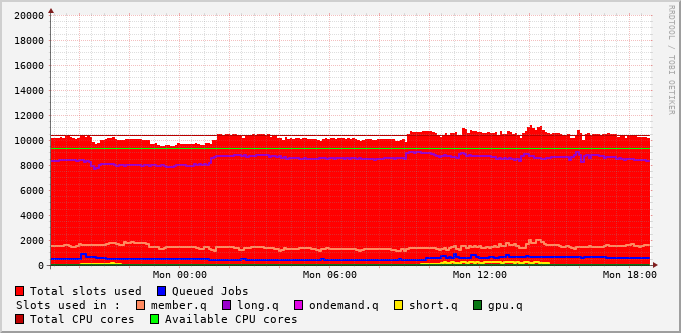 RRDTOOL / TOBI OETIKER
20000
18000
16000
14000
12000
10000
8000
6000
4000
2000
0
Mon 00:00 Mon 06:00 Mon 12:00 Mon 18:00
Total slots used Queued Jobs
Slots used in : member.q long.q ondemand.q short.q gpu.q
Total CPU cores Available CPU cores